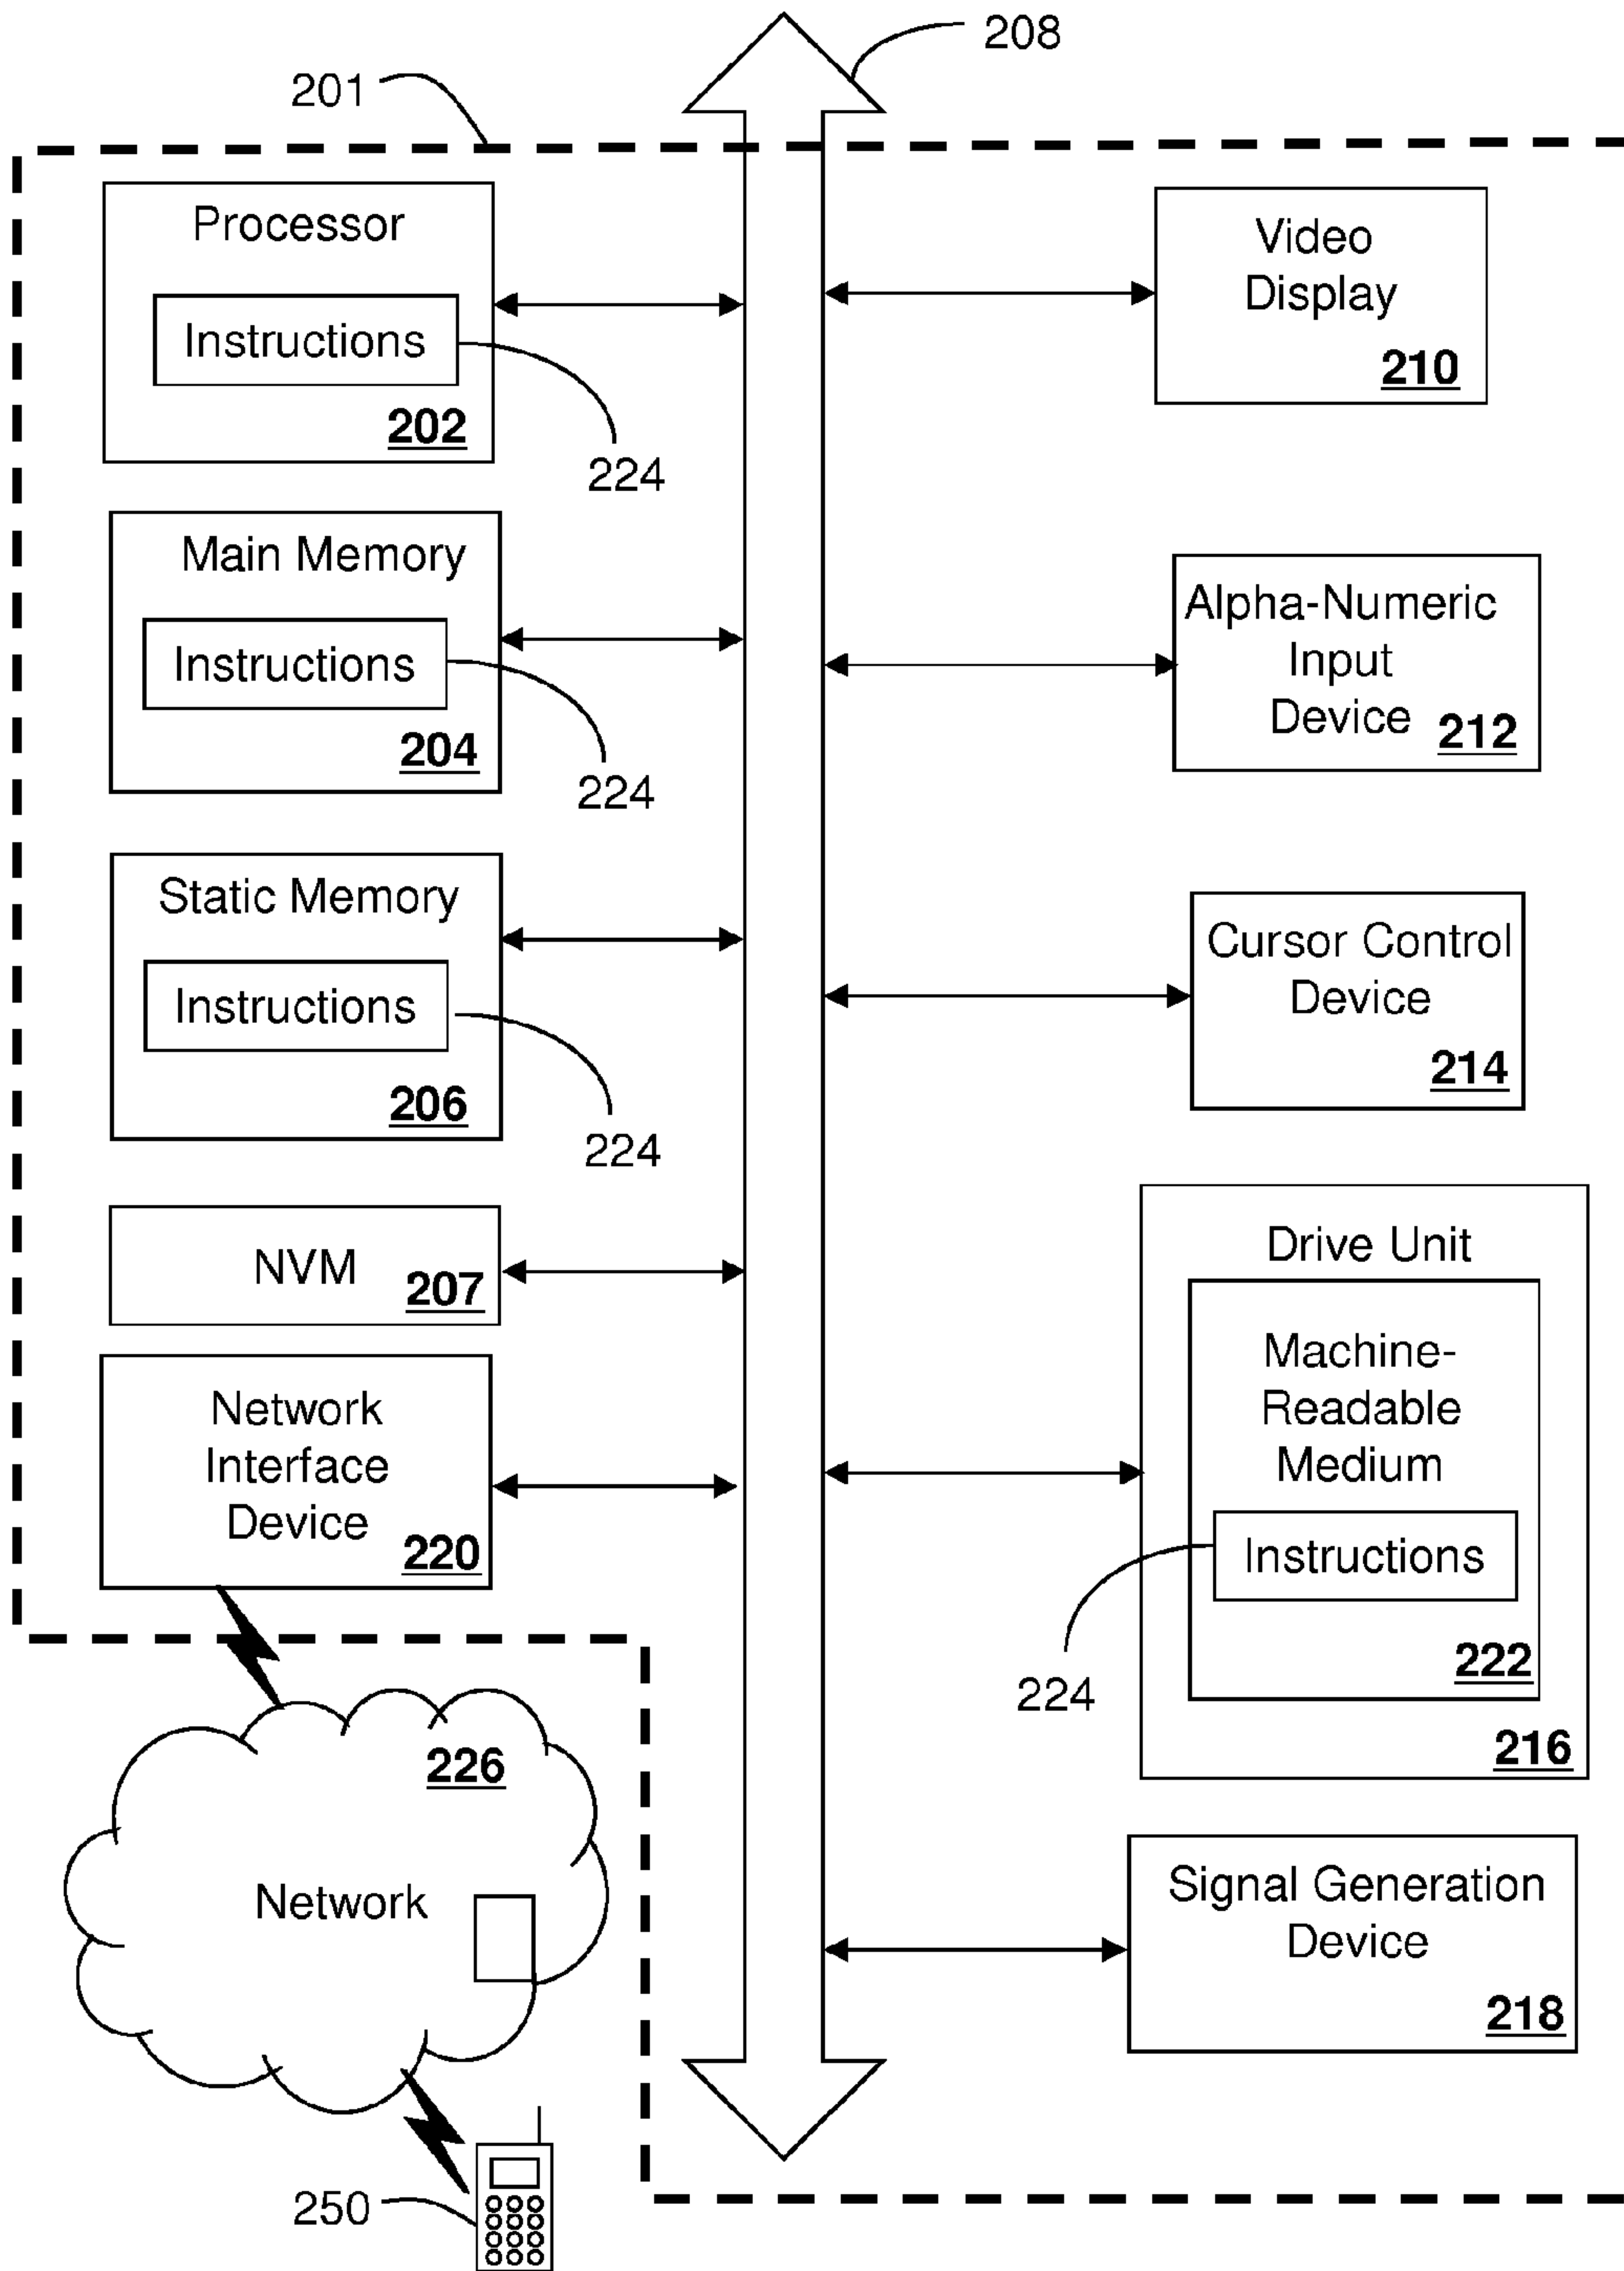 208
201
Processor
Instructions
202
224
Main Memory
Instructions
204
224
Static Memory
Instructions
206
224
NVM
207
Network
Interface
Device
220
226
Network
250
Video
Display
210
Alpha-Numeric
Input
Device
212
Cursor Control
Device
214
Drive Unit
Machine-
Readable
Medium
Instructions
224
222
216
Signal Generation
Device
218